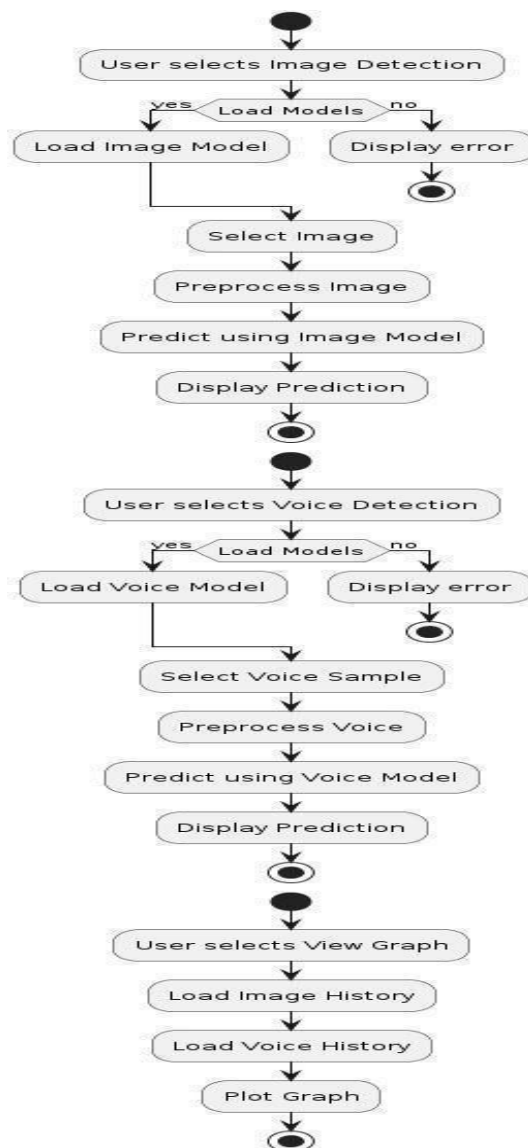 User selects Image Detection
yes
Load Models
no
Load Image Model
Display error
Select Image
Preprocess Image
Predict using Image Model
Display Prediction
User selects Voice Detection
yes
Load Models
no
Load Voice Model
Display error
Select Voice Sample
Preprocess Voice
Predict using Voice Model
Display Prediction
User selects View Graph
Load Image History
Load Voice History
Plot Graph